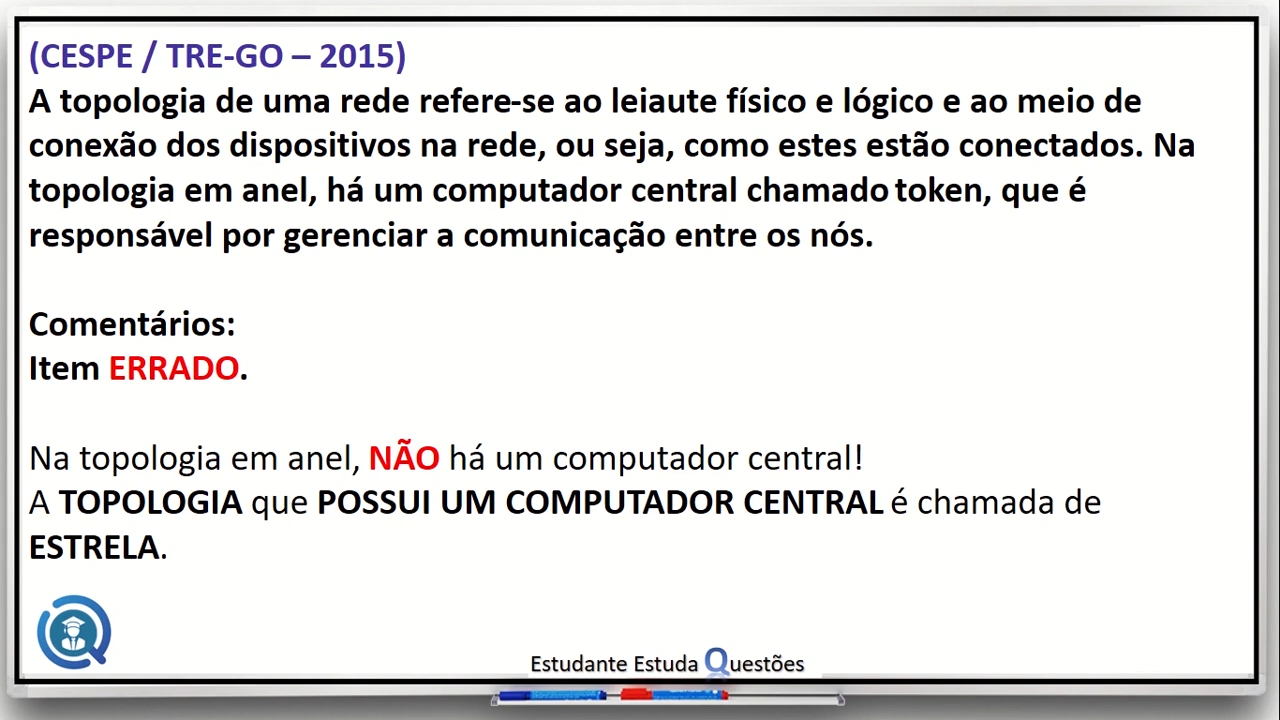 (CESPE / TRE-GO – 2015)
A topologia de uma rede refere-se ao leiaute físico e lógico e ao meio de
conexão dos dispositivos na rede, ou seja, como estes estão conectados. Na
topologia em anel, há um computador central chamado token, que é
responsável por gerenciar a comunicação entre os nós.
Comentários:
Item ERRADO.
Na topologia em anel, NÃO há um computador central!
A TOPOLOGIA que POSSUI UM COMPUTADOR CENTRAL é chamada de
ESTRELA.
Estudante Estuda Questões